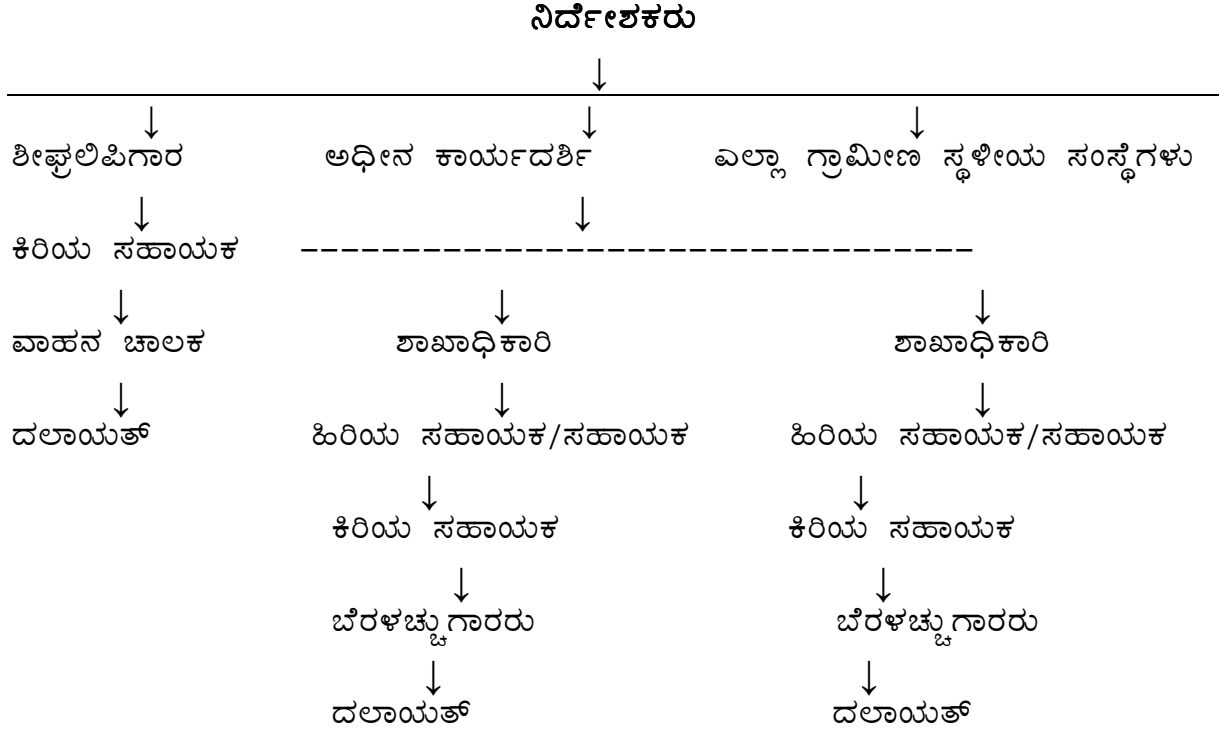 ನಿರ್ದೇಶಕರು
ಶೀಘ್ರಲಿಪಿಗಾರ ಅಧೀನ ಕಾರ್ಯದರ್ಶಿ ಎಲ್ಲಾ ಗ್ರಾಮೀಣ ಸ್ಥಳೀಯ ಸಂಸ್ಥೆಗಳು
ಕಿರಿಯ ಸಹಾಯಕ
ವಾಹನ ಚಾಲಕ ಶಾಖಾಧಿಕಾರಿ ಶಾಖಾಧಿಕಾರಿ
ದಲಾಯತ್ ಹಿರಿಯ ಸಹಾಯಕ/ಸಹಾಯಕ ಹಿರಿಯ ಸಹಾಯಕ/ಸಹಾಯಕ
ಕಿರಿಯ ಸಹಾಯಕ ಕಿರಿಯ ಸಹಾಯಕ
ಬೆರಳಚ್ಚುಗಾರರು ಬೆರಳಚ್ಚುಗಾರರು
ದಲಾಯತ್ ದಲಾಯತ್